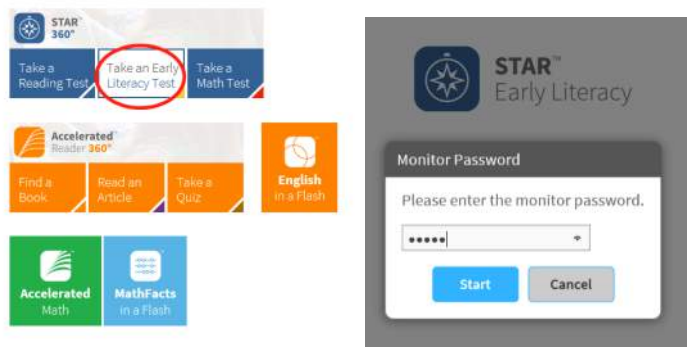 STAR™
360°
Take a
Reading Test
Take an Early
Literacy Test
Take a
Math Test
Accelerated
Reader 360°
Find a
Book
Read an
Article
Take a
Quiz
English
in a Flash
Accelerated
Math
MathFacts
in a Flash
STAR™
Early Literacy
Monitor Password
Please enter the monitor password.
•••••
Start
Cancel